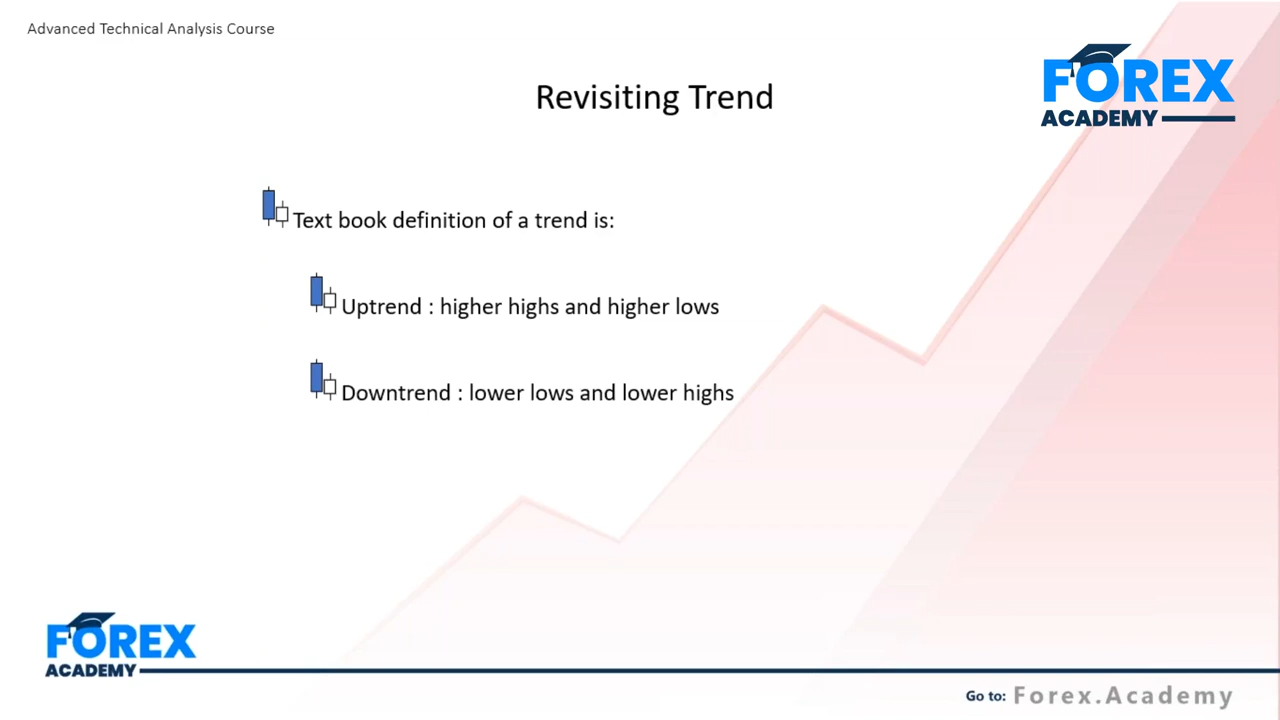 Advanced Technical Analysis Course
FOREX
ACADEMY
Revisiting Trend
Text book definition of a trend is:
Uptrend : higher highs and higher lows
Downtrend : lower lows and lower highs
FOREX
ACADEMY
Go to: Forex.Academy